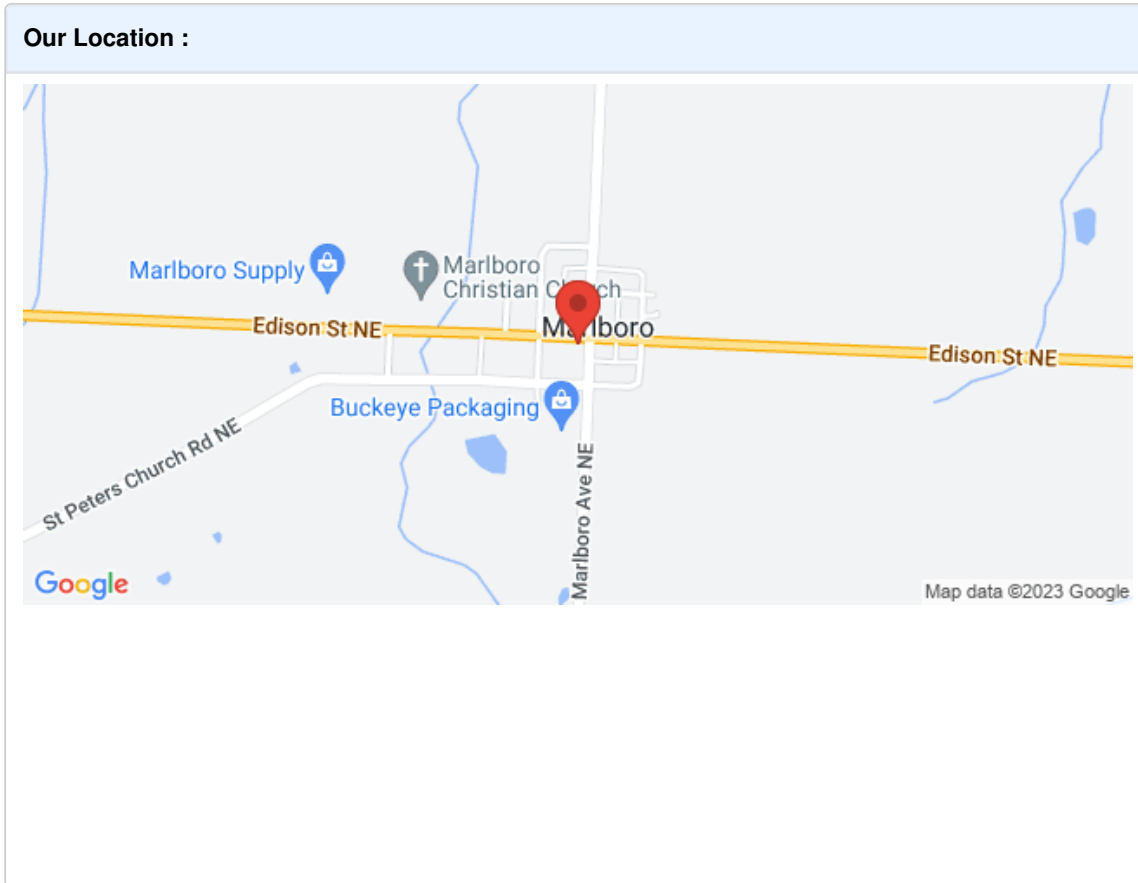 Our Location :
Marlboro Supply
Marlboro
Christian Church
Edison St NE
Marlboro
Edison St NE
Buckeye Packaging
St Peters Church Rd NE
Marlboro Ave NE
Google
Map data ©2023 Google